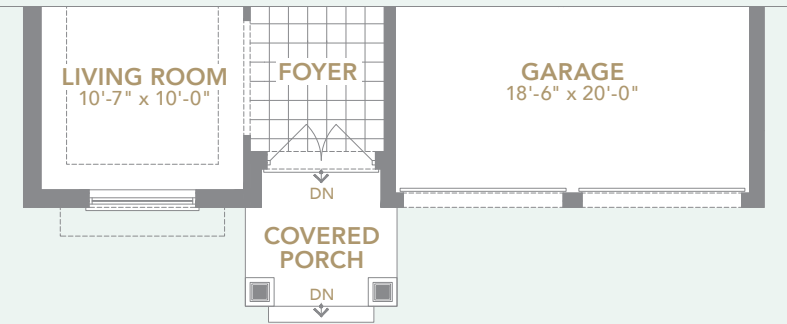 LIVING ROOM
10'-7" x 10'-0"
FOYER
GARAGE
18'-6" x 20'-0"
DN
COVERED
PORCH
DN